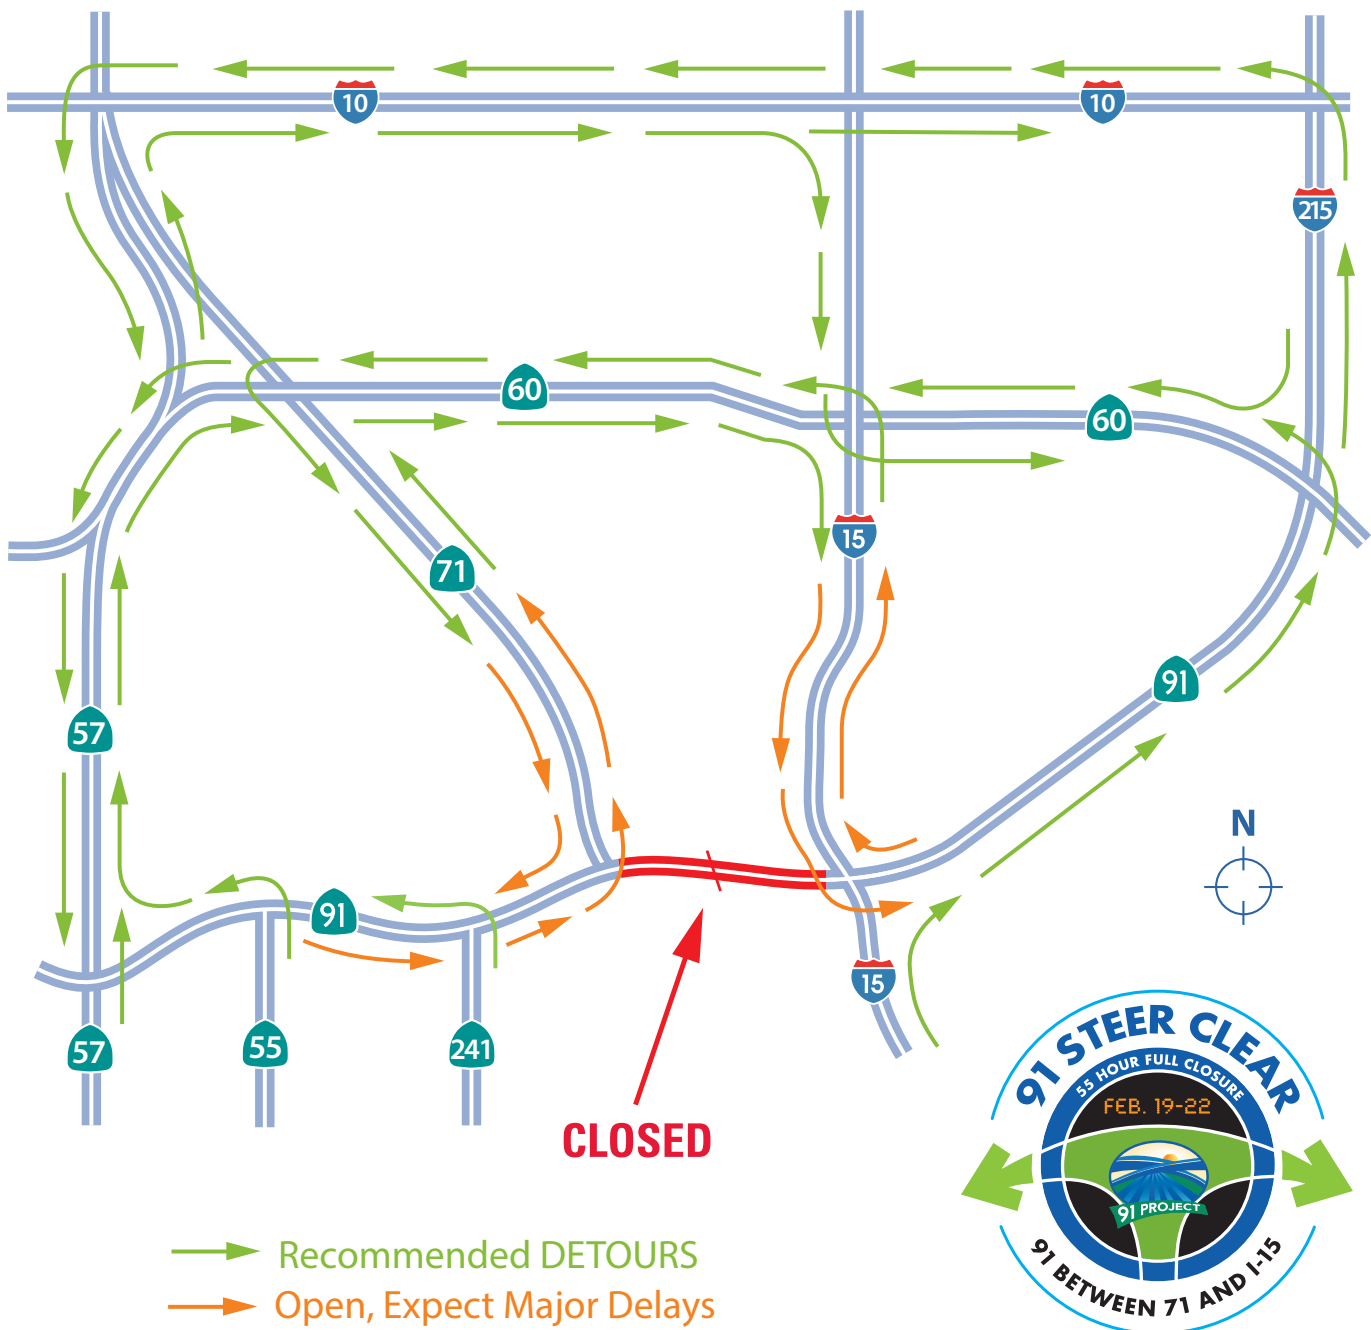 10
10
215
60
60
15
71
91
57
91
15
57
55
241
N
CLOSED
91 STEER CLEAR
55 HOUR FULL CLOSURE
FEB. 19-22
91 PROJECT
91 BETWEEN 71 AND I-15
Recommended DETOURS
Open, Expect Major Delays